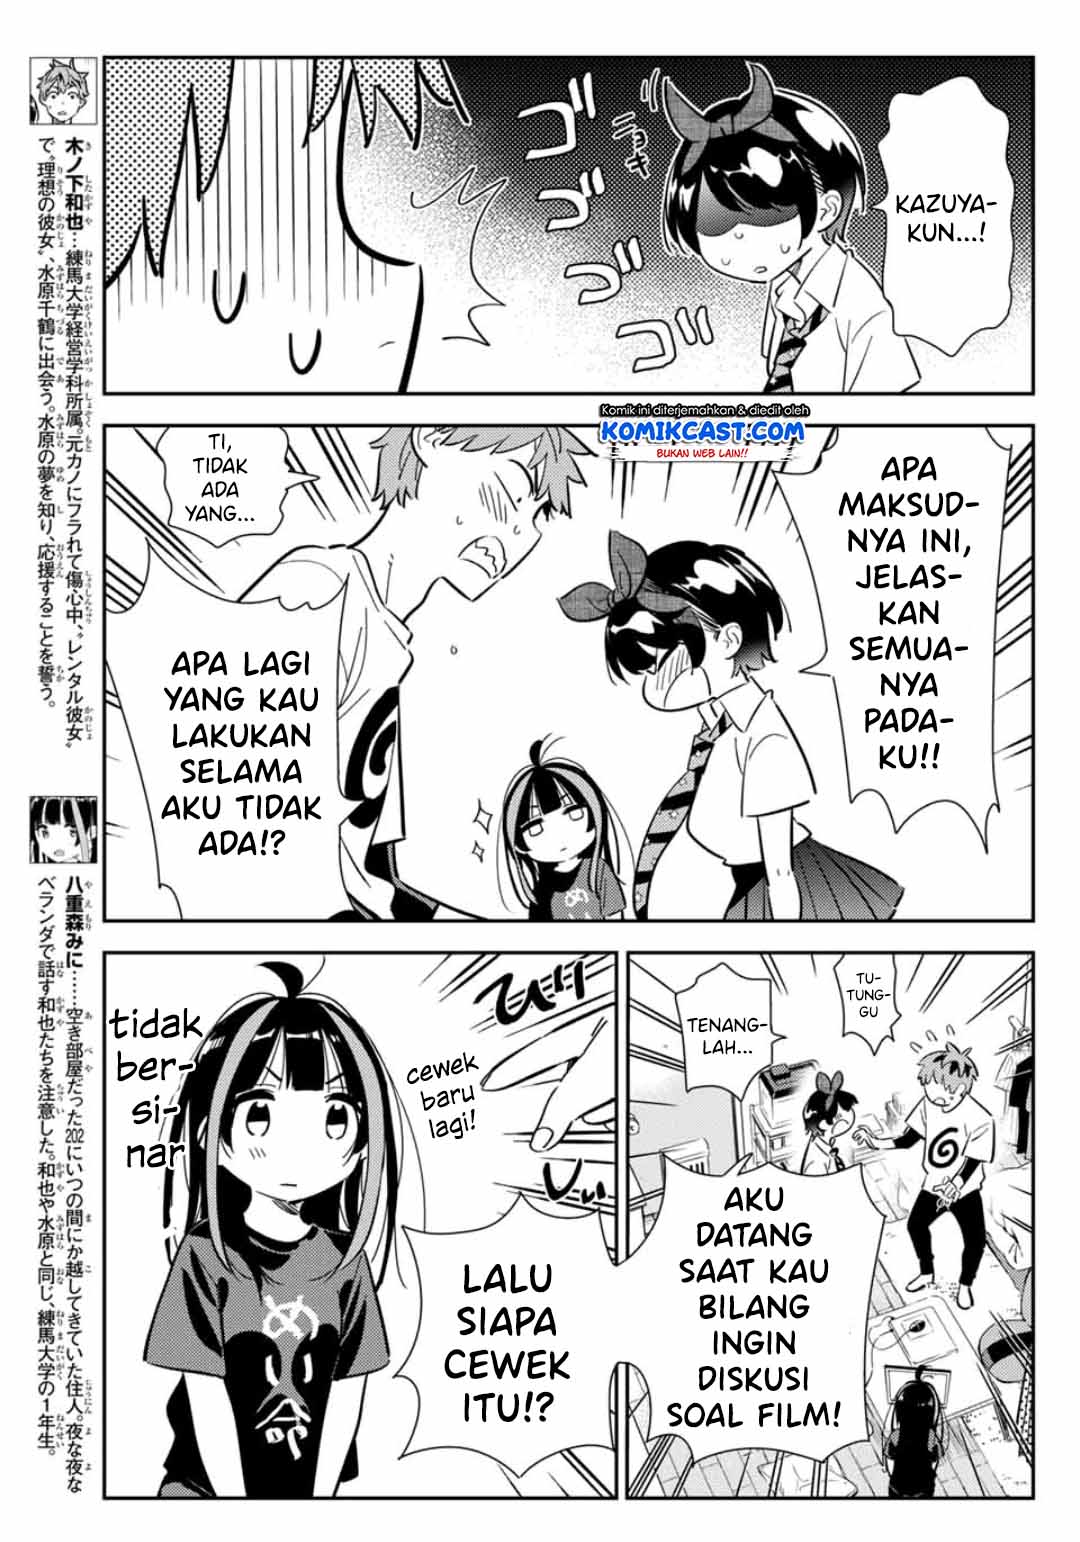 KAZUYA-
KUN...!
ゴゴゴゴ
ニョキ
Komik ini diterjemahkan & diedit oleh
KOMIKCAST.COM
BUKAN WEB LAIN!!
APA
MAKSUD-
NYA INI,
JELAS-
KAN
SEMUA-
NYA
PADA-
KU!!
TI,
TIDAK
ADA
YANG...
APA LAGI
YANG KAU
LAKUKAN
SELAMA
AKU TIDAK
ADA!?
TU-
TUNG-
GU
TENANG-
LAH...
AKU
DATANG
SAAT KAU
BILANG
INGIN
DISKUSI
SOAL FILM!
cewek
baru
lagi!
tidak
ber-
si-
nar
LALU
SIAPA
CEWEK
ITU!?
木ノ下和也…練馬大学経営学科所属。元カノにフラれて傷心中、〝レンタル彼女〟
で〝理想の彼女〟、水原千鶴に出会う。水原の夢を知り、応援することを誓う。
八重森みに……空き部屋だった202にいつの間にか越してきていた住人。夜な夜な
ベランダで話す和也たちを注意した。和也や水原と同じ、練馬大学の1年生。